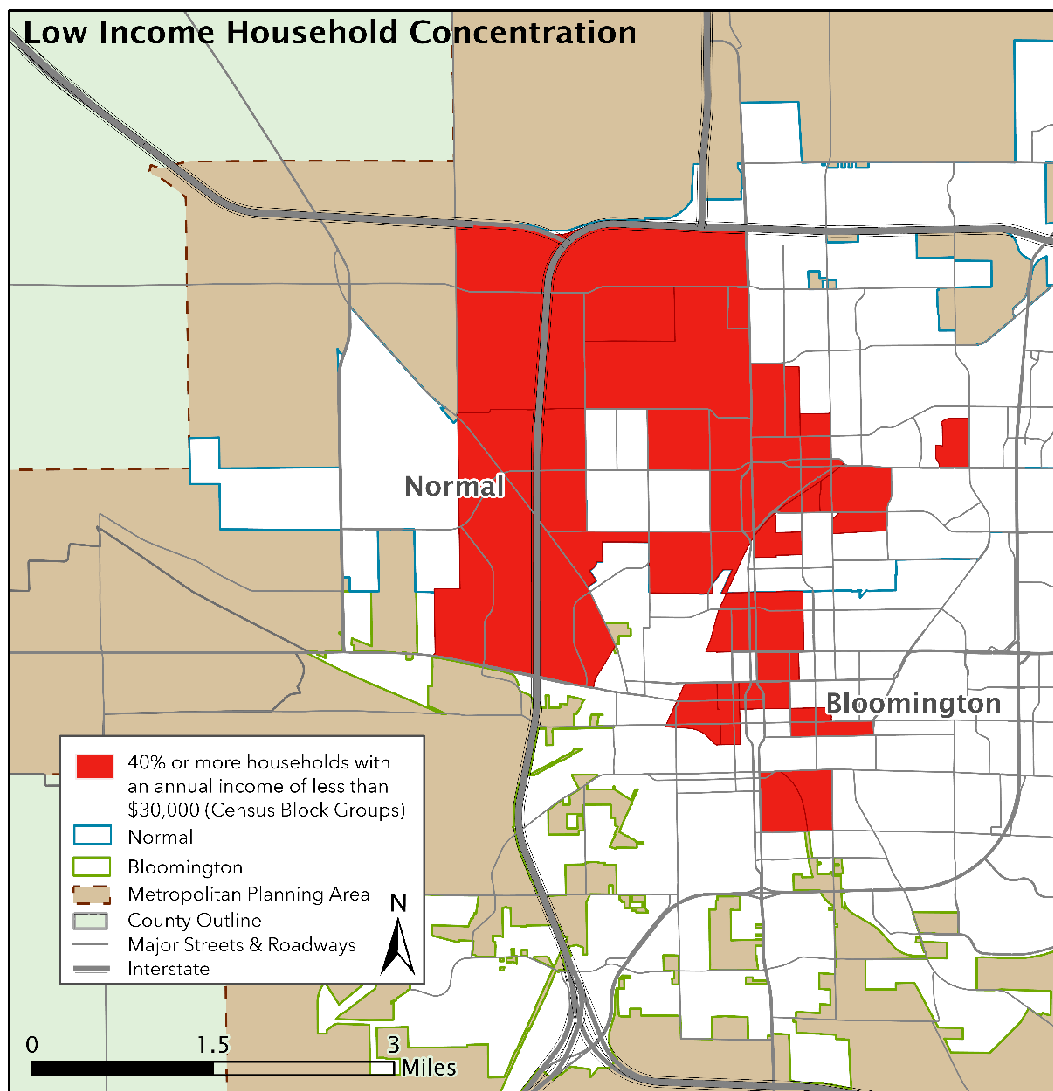 Low Income Household Concentration
Normal
Bloomington
40% or more households with
an annual income of less than
$30,000 (Census Block Groups)
Normal
Bloomington
Metropolitan Planning Area
County Outline
Major Streets & Roadways
Interstate
N
0 1.5 3
Miles